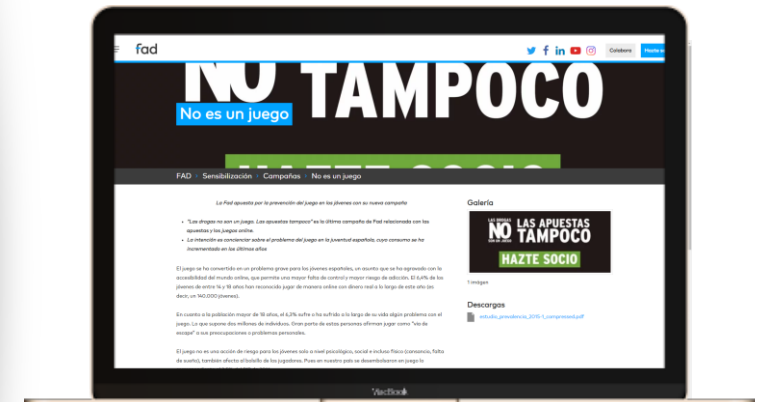 fad
Colabora
Hazte so
NO TAMPOCO
No es un juego
HAZTE SOCIO
FAD › Sensibilización › Campañas › No es un juego
La Fad apuesta por la prevención del juego en los jóvenes con su nueva campaña
"Las drogas no son un juego. Las apuestas tampoco" es la última campaña de Fad relacionada con las
apuestas y los juegos online.
La intención es concienciar sobre el problema del juego en la juventud española, cuyo consumo se ha
incrementado en los últimos años
El juego se ha convertido en un problema grave para los jóvenes españoles, un asunto que se ha agravado con la
accesibilidad del mundo online, que permite una mayor falta de control y mayor riesgo de adicción. El 6,4% de los
jóvenes de entre 14 y 18 años han reconocido jugar de manera online con dinero real a lo largo de este año (es
decir, un 140.000 jóvenes).
En cuanto a la población mayor de 18 años, el 6,2% sufre o ha sufrido a lo largo de su vida algún problema con el
juego. Lo que supone dos millones de individuos. Gran parte de estas personas afirman jugar como "vía de
escape" a sus preocupaciones o problemas personales.
El juego no es una acción de riesgo para los jóvenes solo a nivel psicológico, social e incluso físico (cansancio, falta
de sueño), también afecta al bolsillo de los jugadores. Pues en nuestro país se desembolsaron en juego la
Galería
LAS DROGAS
NO
SON UN JUEGO
LAS APUESTAS
TAMPOCO
HAZTE SOCIO
1 imágen
Descargas
estudio_prevalencia_2015-1_compressed.pdf
MacBook